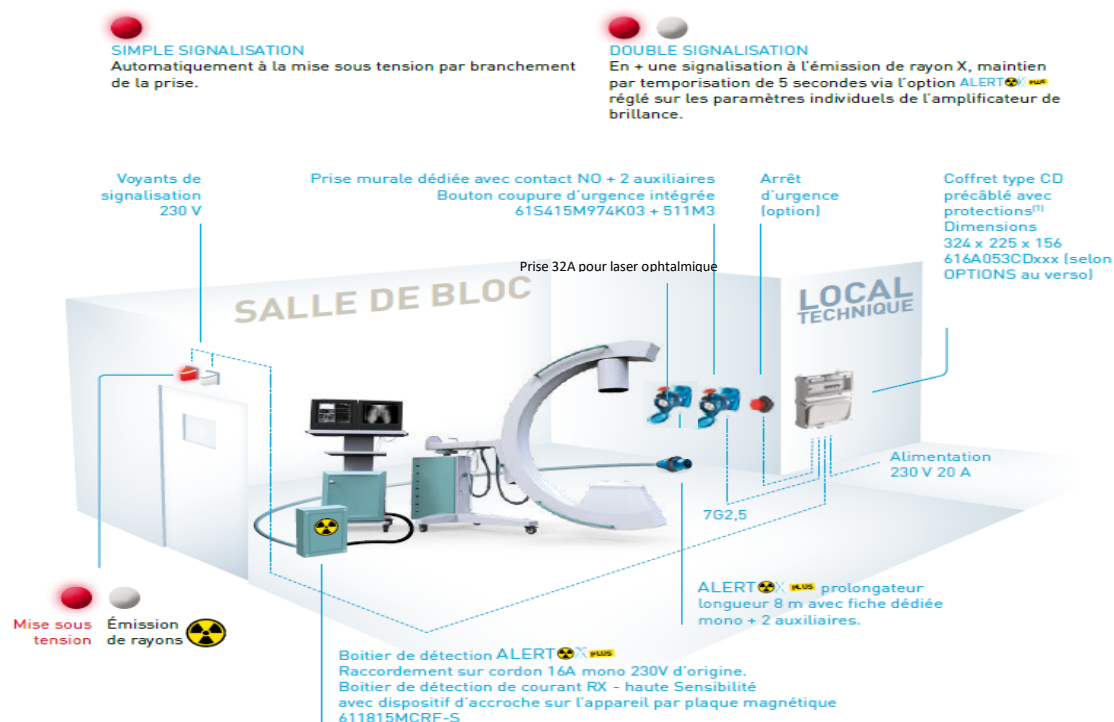 SIMPLE SIGNALISATION
Automatiquement à la mise sous tension par branchement
de la prise.
DOUBLE SIGNALISATION
En + une signalisation à l'émission de rayon X, maintien
par temporisation de 5 secondes via l'option ALERT X PLUS
réglé sur les paramètres individuels de l'amplificateur de
brillance.
Voyants de
signalisation
230 V
Prise murale dédiée avec contact NO + 2 auxiliaires
Bouton coupure d'urgence intégrée
61S415M974K03 + 511M3
Arrêt
d'urgence
(option)
Coffret type CD
précâblé avec
protections(1)
Dimensions
324 x 225 x 156
616A053CDxxx (selon
OPTIONS au verso)
Prise 32A pour laser ophtalmique
SALLE DE BLOC
LOCAL
TECHNIQUE
Alimentation
230 V 20 A
7G2,5
ALERT X PLUS prolongateur
longueur 8 m avec fiche dédiée
mono + 2 auxiliaires.
Mise sous
tension
Émission
de rayons
Boitier de détection ALERT X PLUS
Raccordement sur cordon 16A mono 230V d'origine.
Boitier de détection de courant RX - haute Sensibilité
avec dispositif d'accroche sur l'appareil par plaque magnétique
611815MCRF-S